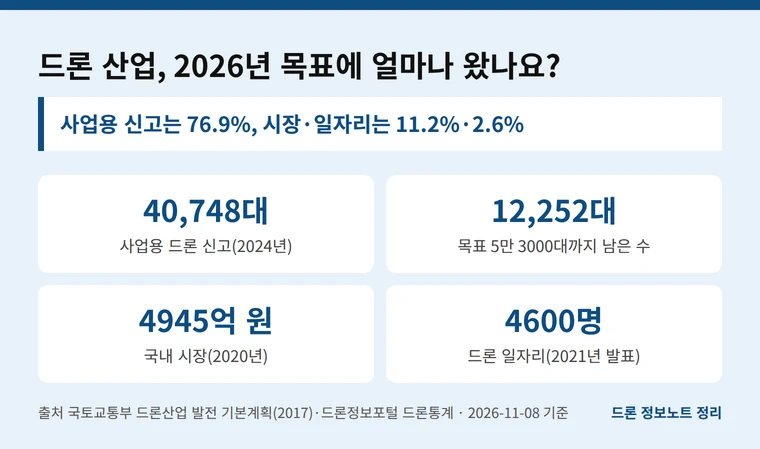 드론 산업, 2026년 목표에 얼마나 왔나요?
사업용 신고는 76.9%, 시장·일자리는 11.2%·2.6%
40,748대
사업용 드론 신고(2024년)
12,252대
목표 5만 3000대까지 남은 수
4945억 원
국내 시장(2020년)
4600명
드론 일자리(2021년 발표)
출처 국토교통부 드론산업 발전 기본계획(2017)·드론정보포털 드론통계 · 2026-11-08 기준
드론 정보노트 정리